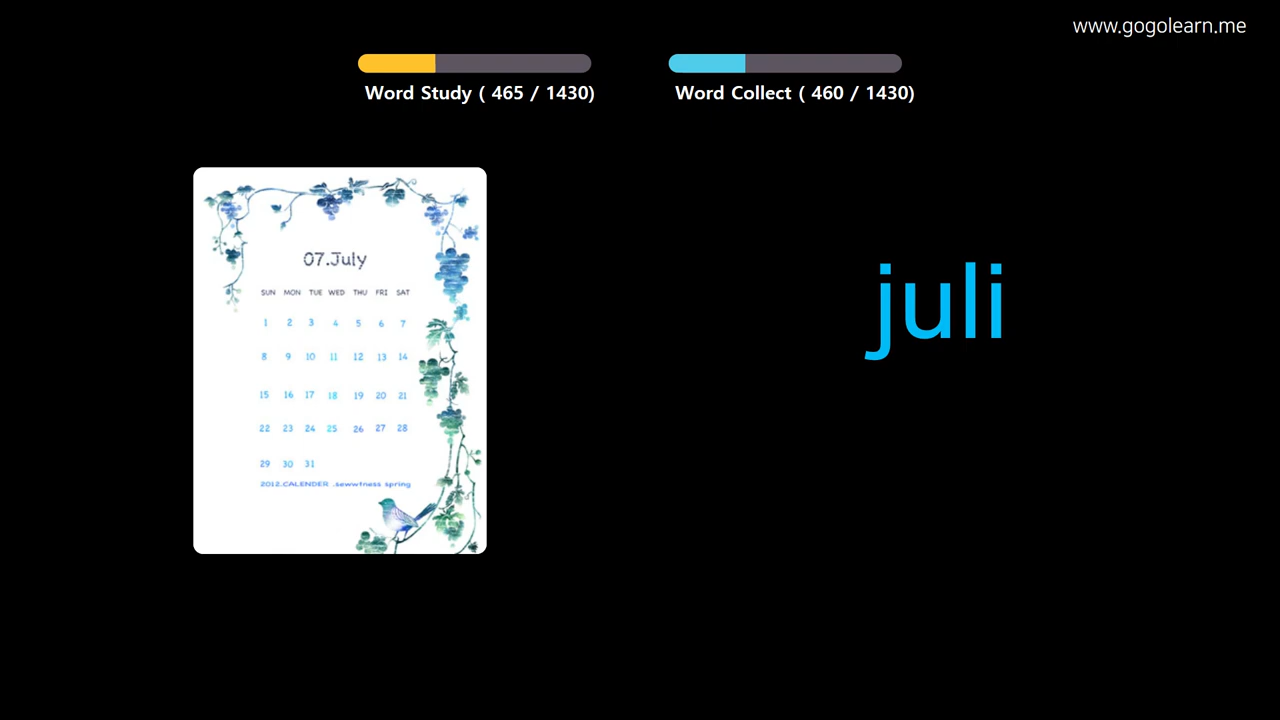 www.gogolearn.me
Word Study ( 465 / 1430)
Word Collect ( 460 / 1430)
07.July
SUN MON TUE WED THU FRI SAT
1 2 3 4 5 6 7
8 9 10 11 12 13 14
15 16 17 18 19 20 21
22 23 24 25 26 27 28
29 30 31
2012.CALENDER .sewwtness spring
juli